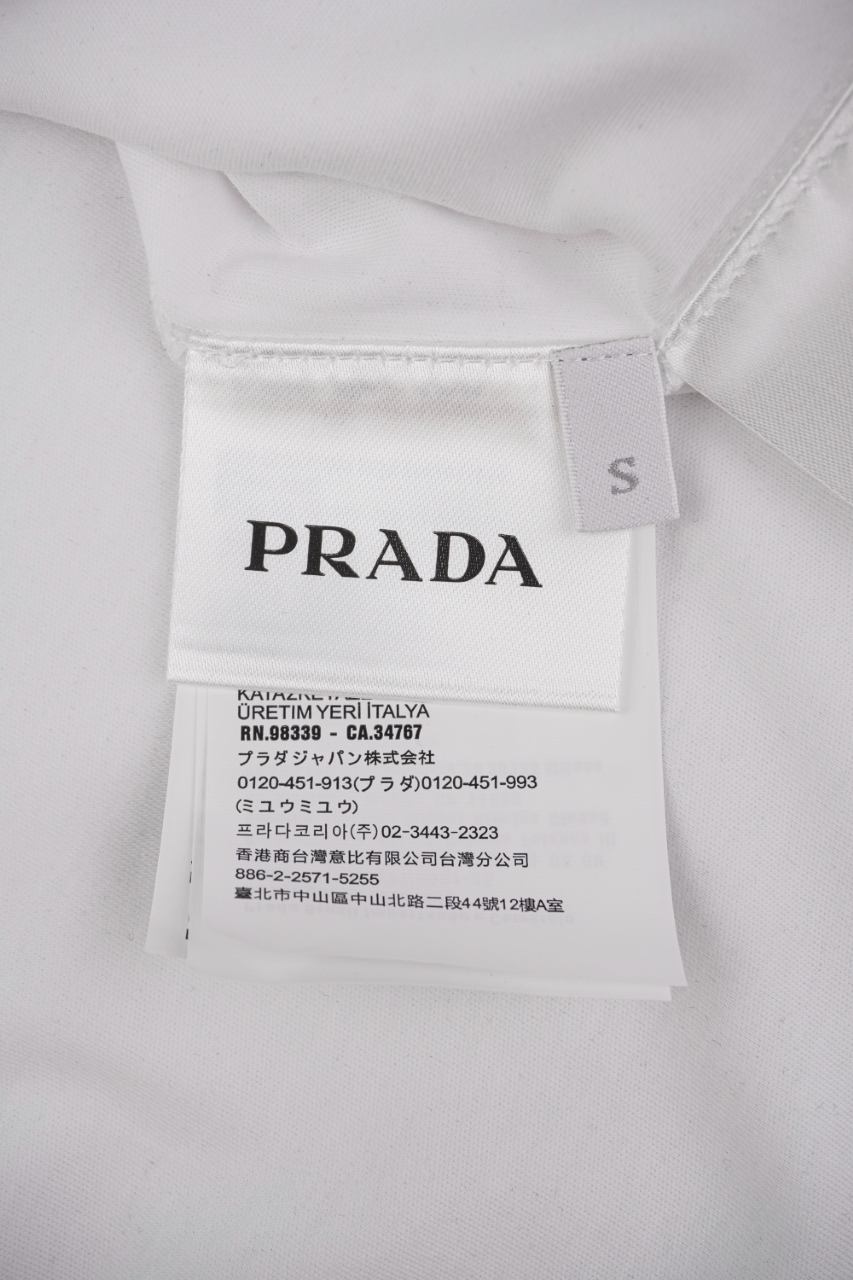 S
PRADA
ÜRETIM YERİ İTALYA
RN.98339 - CA.34767
プラダジャパン株式会社
0120-451-913(プラダ)0120-451-993
(ミユウミユウ)
프라다코리아(주)02-3443-2323
香港商台灣意比有限公司台灣分公司
886-2-2571-5255
臺北市中山區中山北路二段44號12樓A室